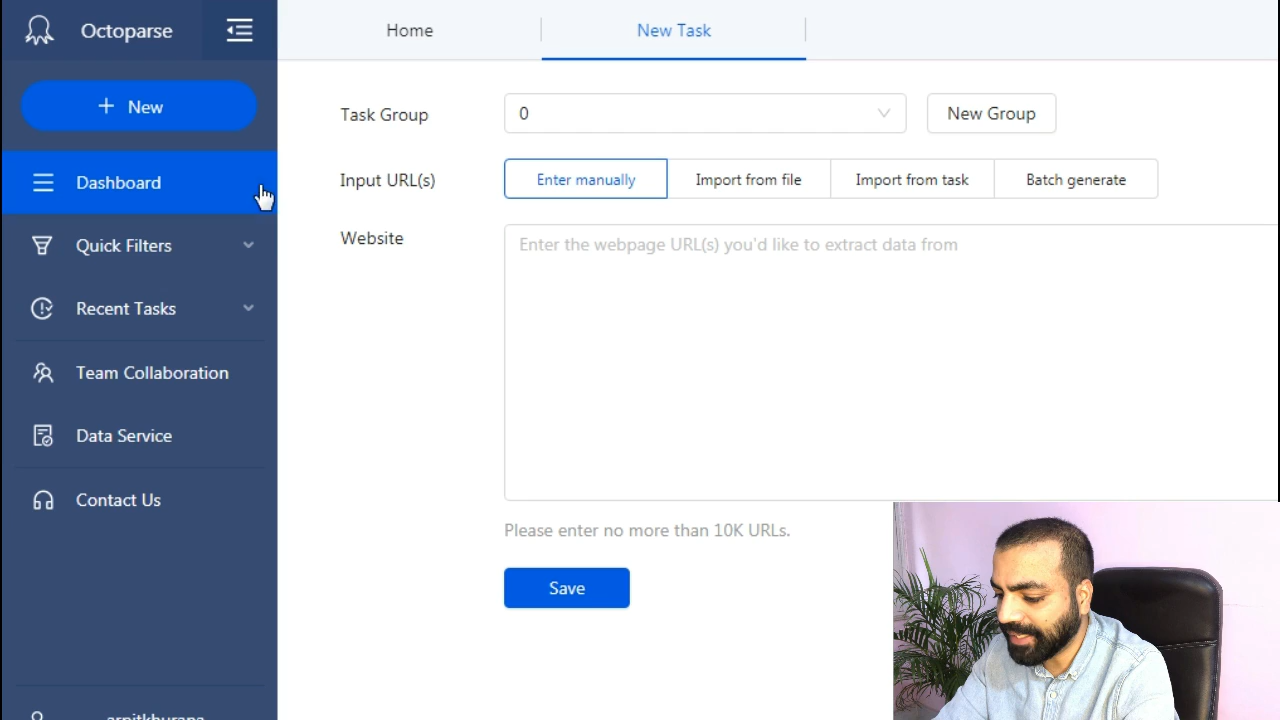 Octoparse
Home
New Task
New
Task Group
0
New Group
Dashboard
Input URL(s)
Enter manually
Import from file
Import from task
Batch generate
Quick Filters
Website
Enter the webpage URL(s) you'd like to extract data from
Recent Tasks
Team Collaboration
Data Service
Contact Us
Please enter no more than 10K URLs.
Save
arpitkhurana